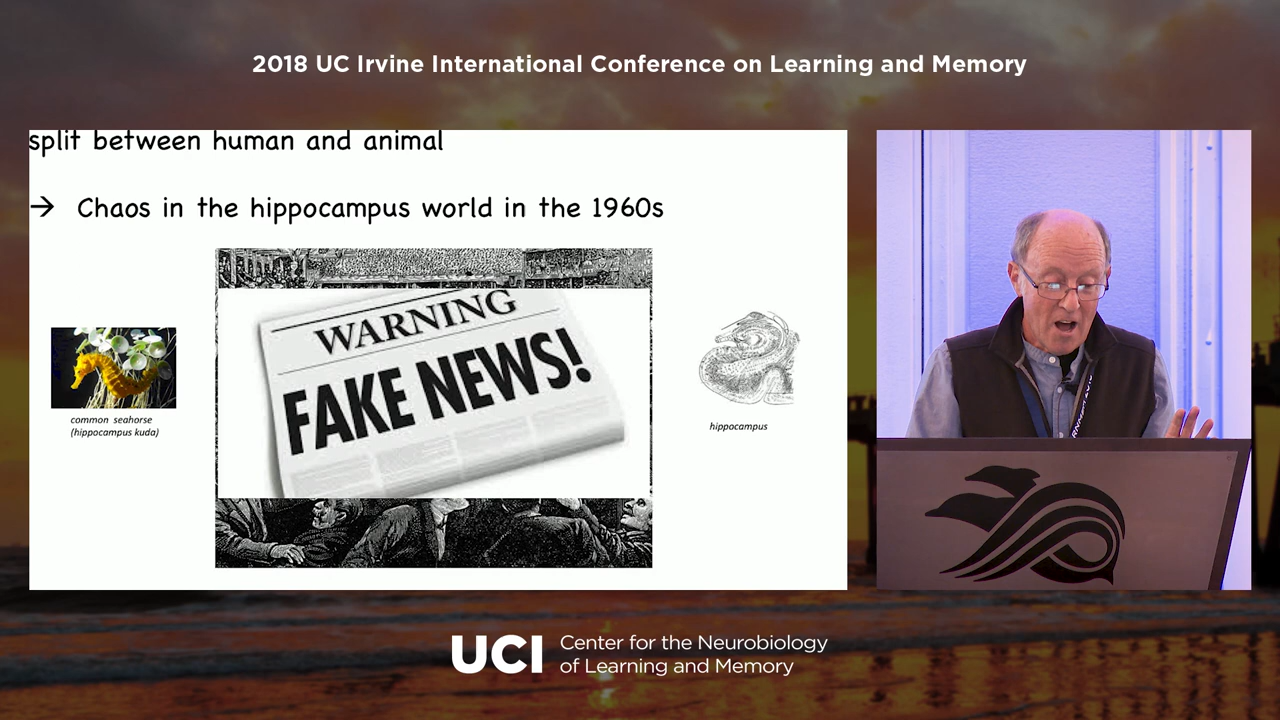 2018 UC Irvine International Conference on Learning and Memory
split between human and animal
→ Chaos in the hippocampus world in the 1960s
WARNING
FAKE NEWS!
common seahorse
(hippocampus kuda)
hippocampus
UCI Center for the Neurobiology
of Learning and Memory